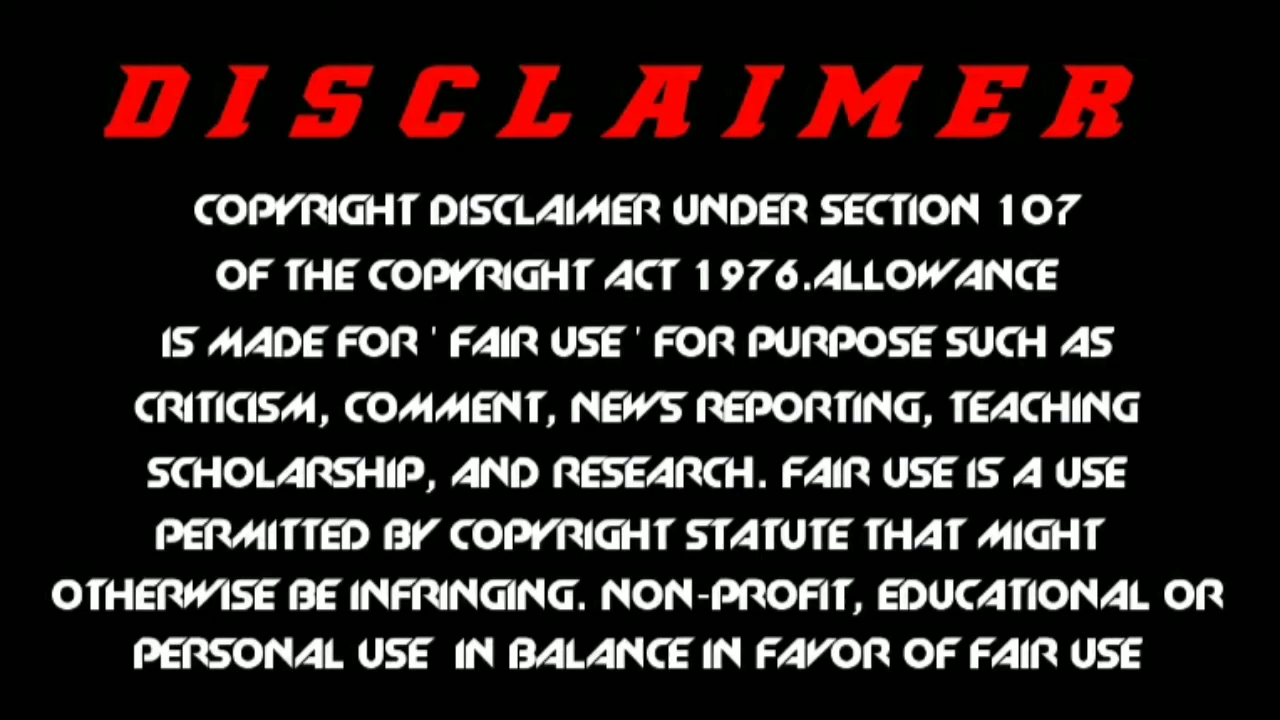 DISCLAIMER
COPYRIGHT DISCLAIMER UNDER SECTION 107
OF THE COPYRIGHT ACT 1976.ALLOWANCE
IS MADE FOR ' FAIR USE ' FOR PURPOSE SUCH AS
CRITICISM, COMMENT, NEWS REPORTING, TEACHING
SCHOLARSHIP, AND RESEARCH. FAIR USE IS A USE
PERMITTED BY COPYRIGHT STATUTE THAT MIGHT
OTHERWISE BE INFRINGING. NON-PROFIT, EDUCATIONAL OR
PERSONAL USE IN BALANCE IN FAVOR OF FAIR USE